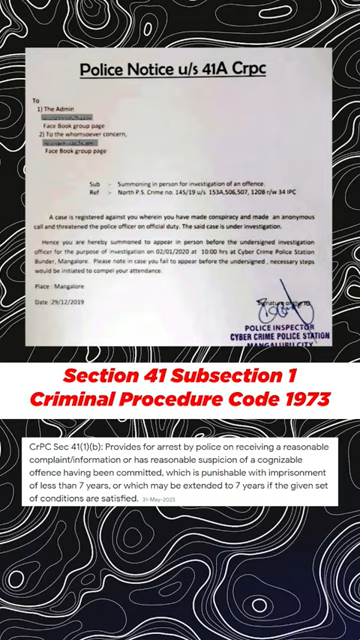 Police Notice u/s 41A Crpc
To
1) The Admin
Face Book group page
2) To the whomsoever concern,
Face Book group page
Sub : Summoning in person for investigation of an offence.
Ref : North P.S. Crime no. 145/19 u/s 153A,506,507, 120B r/w 34 IPC
A case is registered against you wherein you have made conspiracy and made an anonymous
call and threatened the police officer on official duty. The said case is under investigation.
Hence you are hereby summoned to appear in person before the undersigned investigation
officer for the purpose of investigation on 02/01/2020 at 10:00 hrs at Cyber Crime Police Station
Bunder, Mangalore. Please note in case you fail to appear before the undersigned, necessary steps
would be initiated to compel your attendance.
Place : Mangalore
Date :29/12/2019
POLICE INSPECTOR
CYBER CRIME POLICE STATION
MANGALURU CITY
Section 41 Subsection 1
Criminal Procedure Code 1973
CrPC Sec 41(1)(b): Provides for arrest by police on receiving a reasonable
complaint/information or has reasonable suspicion of a cognizable
offence having been committed, which is punishable with imprisonment
of less than 7 years, or which may be extended to 7 years if the given set
of conditions are satisfied. 31-May-2023